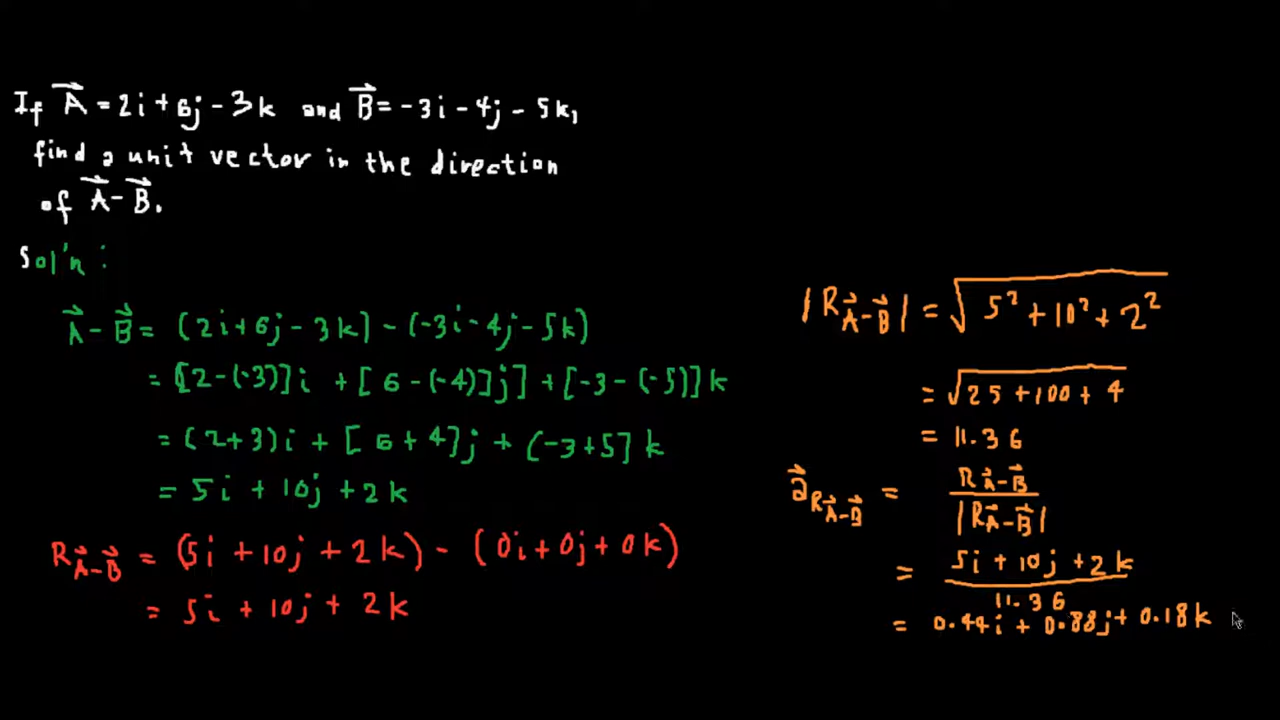 If A⃗ = 2i + 6j - 3k and B⃗ = -3i - 4j - 5k,
find a unit vector in the direction
of A⃗ - B⃗.
Sol'n :
A⃗ - B⃗ = (2i + 6j - 3k) - (-3i - 4j - 5k)
= ([2 - (-3)]i + [6 - (-4)]j] + [-3 - (-5)]k
= (2+3)i + [6+4]j + (-3+5]k
= 5i + 10j + 2k
R A⃗-B⃗ = (5i + 10j + 2k) - (0i + 0j + 0k)
= 5i + 10j + 2k
|R A⃗-B⃗| = √5² + 10² + 2²
= √25 + 100 + 4
= 11.36
a⃗ R A⃗-B⃗ = R A⃗-B⃗
|R A⃗-B⃗|
= 5i + 10j + 2k
11.36
= 0.44i + 0.88j + 0.18k